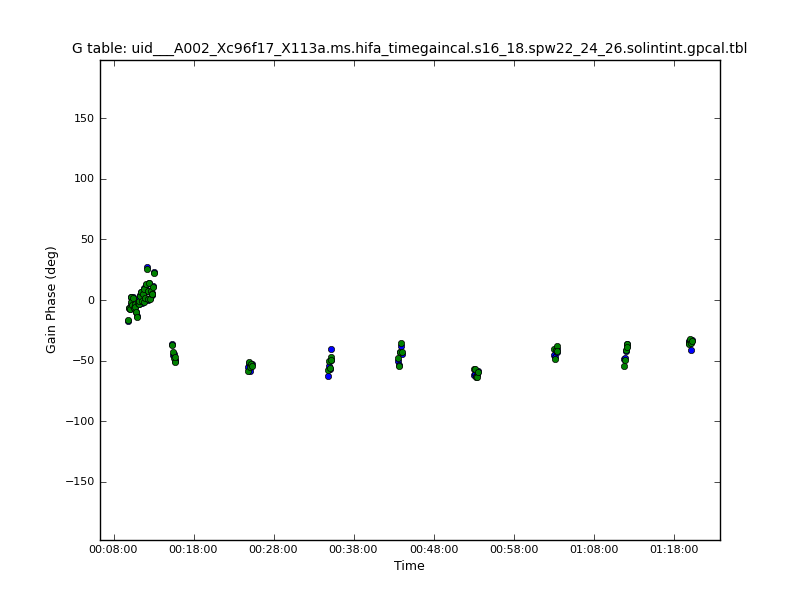 G table: uid___A002_Xc96f17_X113a.ms.hifa_timegaincal.s16_18.spw22_24_26.solintint.gpcal.tbl
150
100
50
0
−50
−100
−150
Gain Phase (deg)
00:08:00 00:18:00 00:28:00 00:38:00 00:48:00 00:58:00 01:08:00 01:18:00
Time